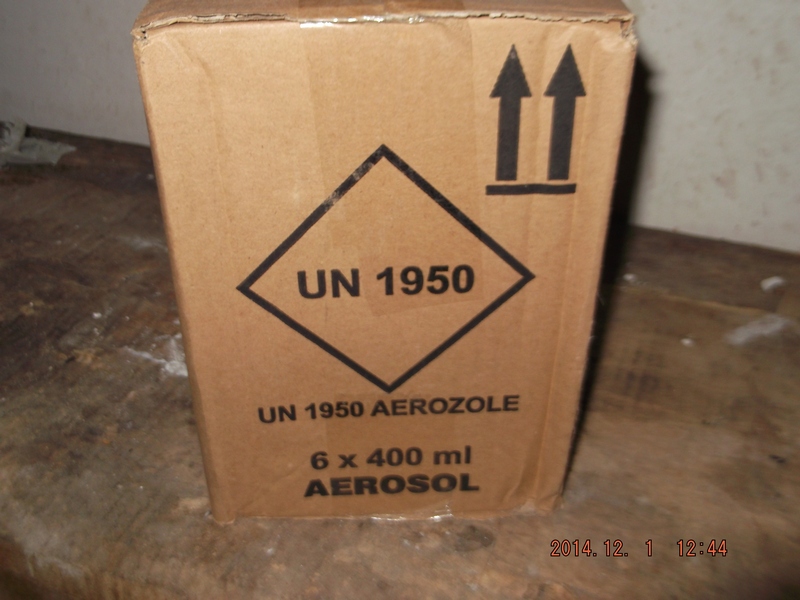 UN 1950
UN 1950 AEROZOLE
6 x 400 ml
AEROSOL
2014.12. 1 12:44